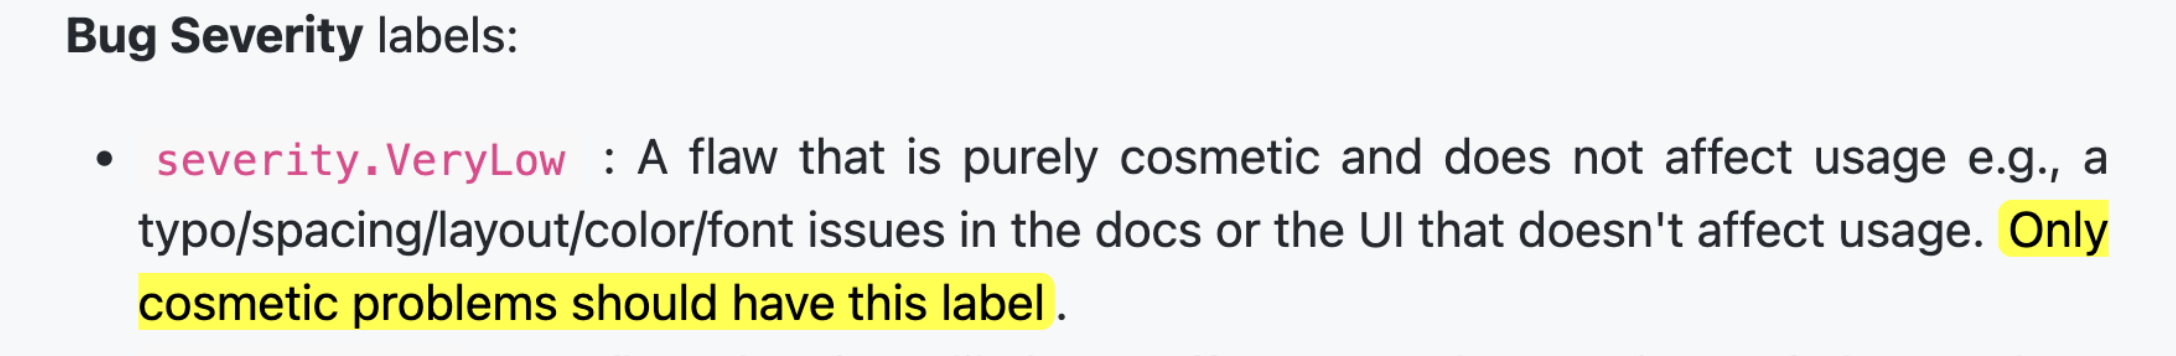 Bug Severity labels:
• severity.VeryLow : A flaw that is purely cosmetic and does not affect usage e.g., a
typo/spacing/layout/color/font issues in the docs or the UI that doesn't affect usage. Only
cosmetic problems should have this label.